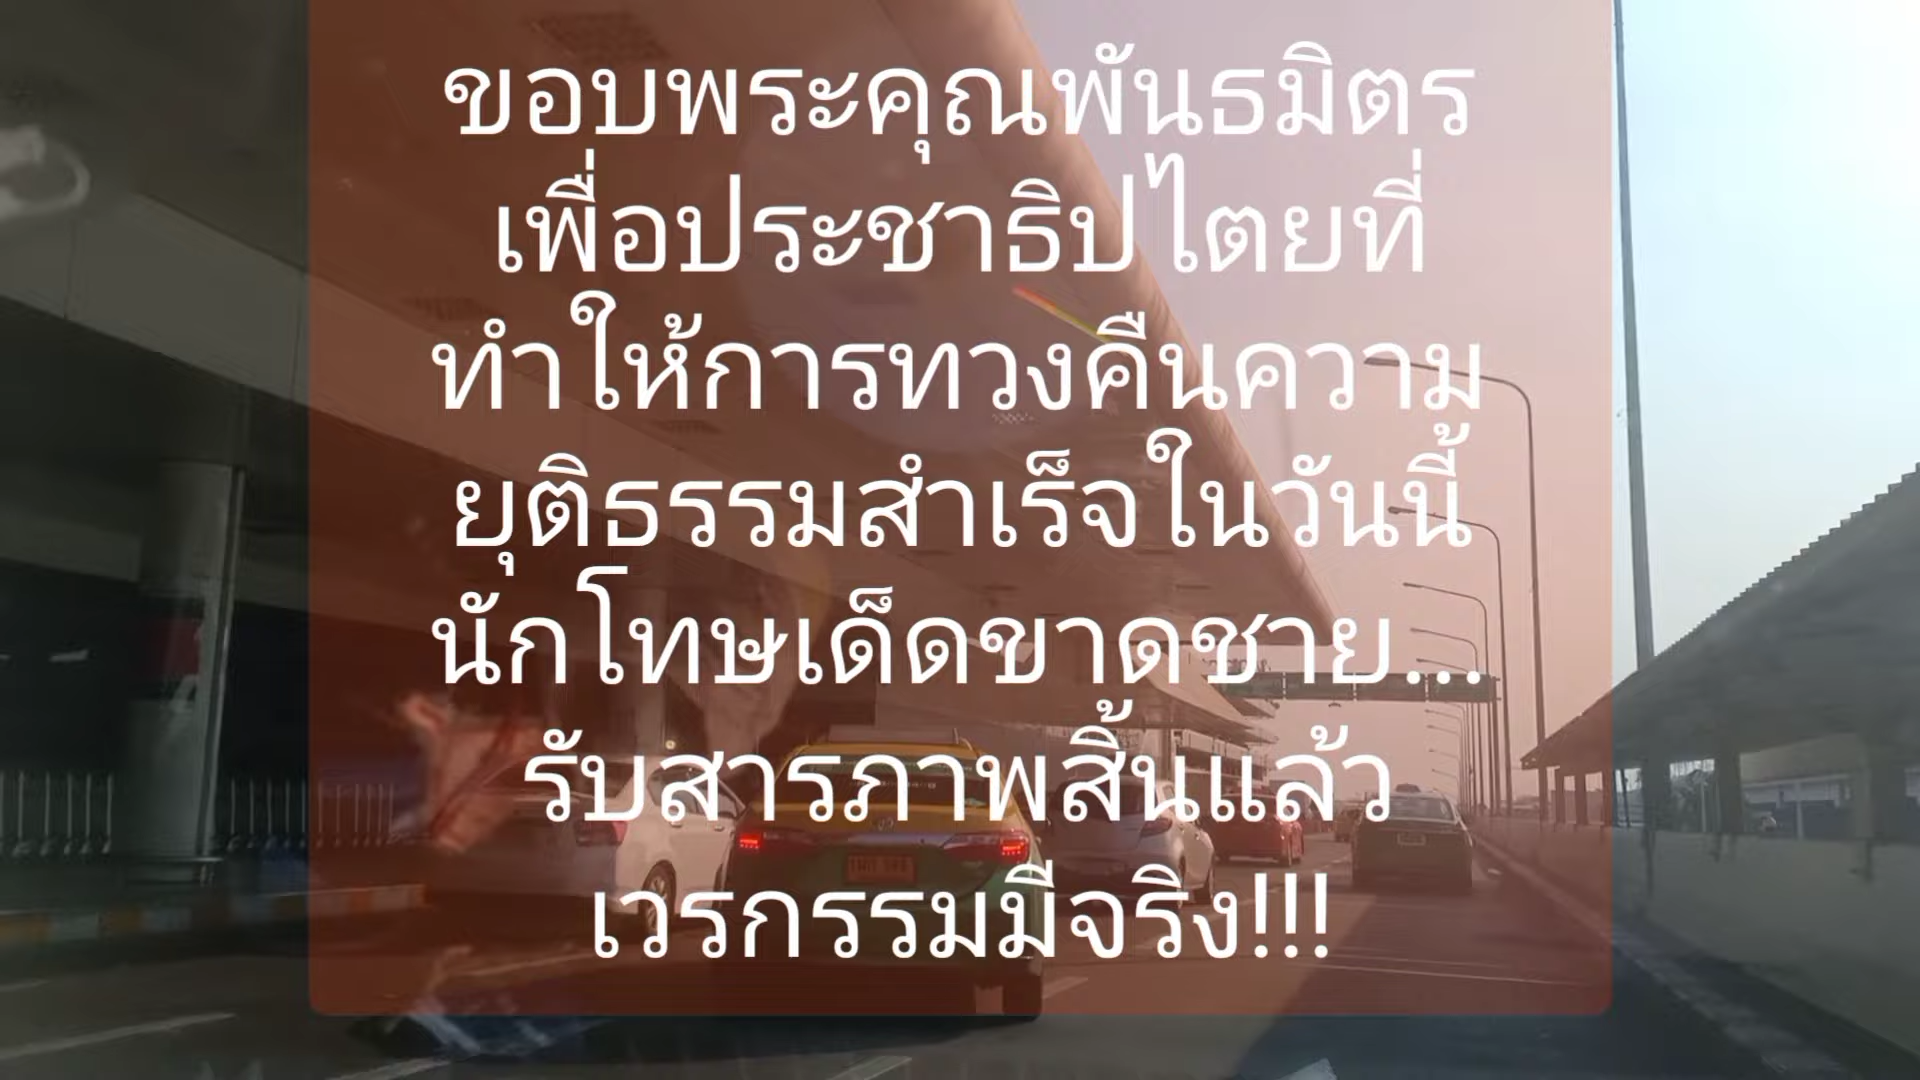 ขอบพระคุณพันธมิตร
เพื่อประชาธิปไตยที่
ทำให้การทวงคืนความ
ยุติธรรมสำเร็จในวันนี้
นักโทษเด็ดขาดชาย...
รับสารภาพสิ้นแล้ว
เวรกรรมมีจริง!!!